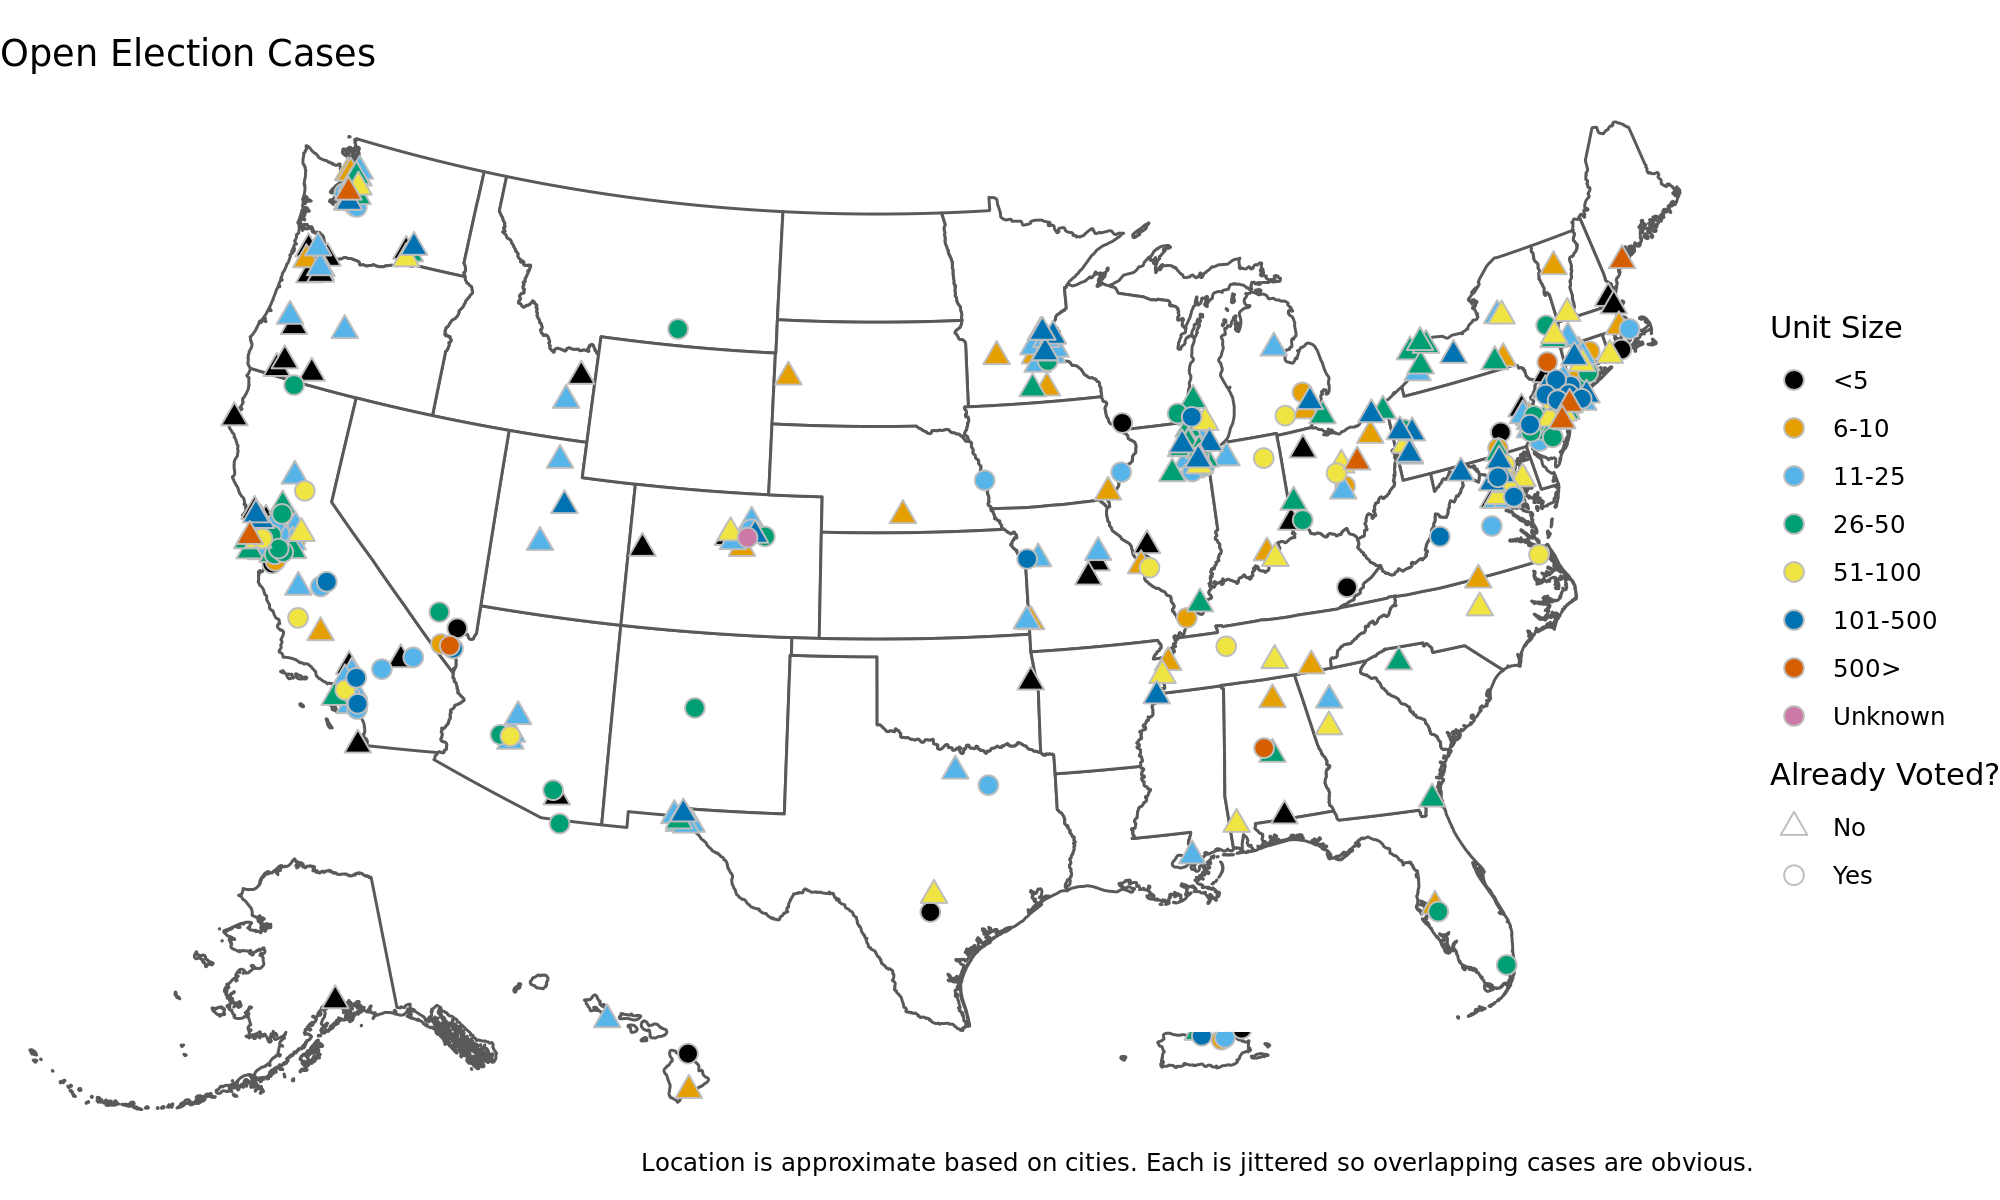 Open Election Cases
Unit Size
<5
6-10
11-25
26-50
51-100
101-500
500>
Unknown
Already Voted?
No
Yes
Location is approximate based on cities. Each is jittered so overlapping cases are obvious.